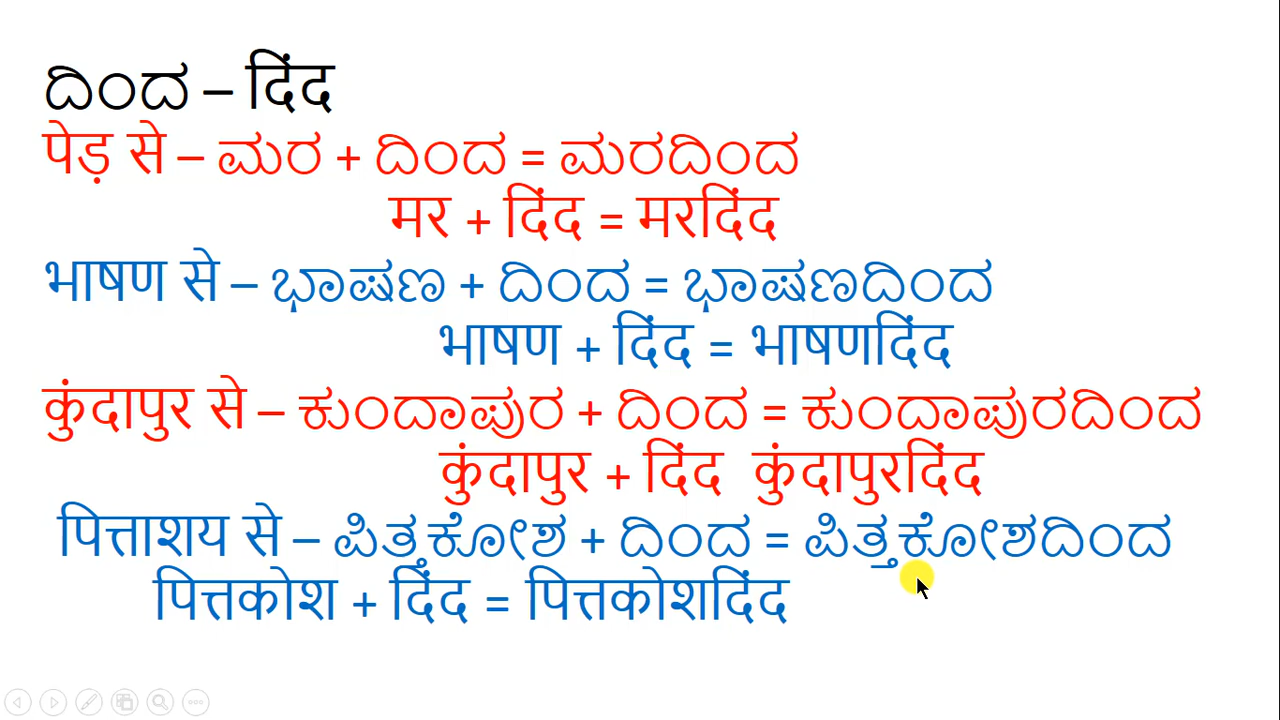 ದಿಂದ – दिंद
पेड़ से – ಮರ + ದಿಂದ = ಮರದಿಂದ
मर + दिंद = मरदिंद
भाषण से – ಭಾಷಣ + ದಿಂದ = ಭಾಷಣದಿಂದ
भाषण + दिंद = भाषणदिंद
कुंदापुर से – ಕುಂದಾಪುರ + ದಿಂದ = ಕುಂದಾಪುರದಿಂದ
कुंदापुर + दिंद कुंदापुरदिंद
पित्ताशय से – ಪಿತ್ತಕೋಶ + ದಿಂದ = ಪಿತ್ತಕೋಶದಿಂದ
पित्तकोश + दिंद = पित्तकोशदिंद